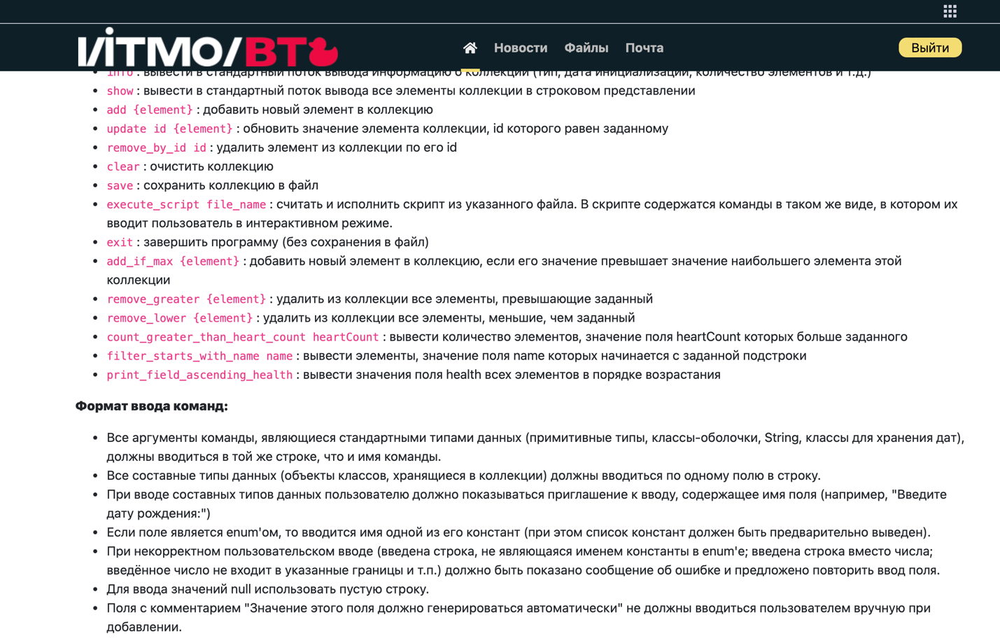 ИТМО/ВТ
Новости Файлы Почта Выйти
info : вывести в стандартный поток вывода информацию о коллекции (тип, дата инициализации, количество элементов и т.д.)
show : вывести в стандартный поток вывода все элементы коллекции в строковом представлении
add {element} : добавить новый элемент в коллекцию
update id {element} : обновить значение элемента коллекции, id которого равен заданному
remove_by_id id : удалить элемент из коллекции по его id
clear : очистить коллекцию
save : сохранить коллекцию в файл
execute_script file_name : считать и исполнить скрипт из указанного файла. В скрипте содержатся команды в таком же виде, в котором их
вводит пользователь в интерактивном режиме.
exit : завершить программу (без сохранения в файл)
add_if_max {element} : добавить новый элемент в коллекцию, если его значение превышает значение наибольшего элемента этой
коллекции
remove_greater {element} : удалить из коллекции все элементы, превышающие заданный
remove_lower {element} : удалить из коллекции все элементы, меньшие, чем заданный
count_greater_than_heart_count heartCount : вывести количество элементов, значение поля heartCount которых больше заданного
filter_starts_with_name name : вывести элементы, значение поля name которых начинается с заданной подстроки
print_field_ascending_health : вывести значения поля health всех элементов в порядке возрастания
Формат ввода команд:
Все аргументы команды, являющиеся стандартными типами данных (примитивные типы, классы-оболочки, String, классы для хранения дат),
должны вводиться в той же строке, что и имя команды.
Все составные типы данных (объекты классов, хранящиеся в коллекции) должны вводиться по одному полю в строку.
При вводе составных типов данных пользователю должно показываться приглашение к вводу, содержащее имя поля (например, "Введите
дату рождения:")
Если поле является enum'ом, то вводится имя одной из его констант (при этом список констант должен быть предварительно выведен).
При некорректном пользовательском вводе (введена строка, не являющаяся именем константы в enum'е; введена строка вместо числа;
введённое число не входит в указанные границы и т.п.) должно быть показано сообщение об ошибке и предложено повторить ввод поля.
Для ввода значений null использовать пустую строку.
Поля с комментарием "Значение этого поля должно генерироваться автоматически" не должны вводиться пользователем вручную при
добавлении.